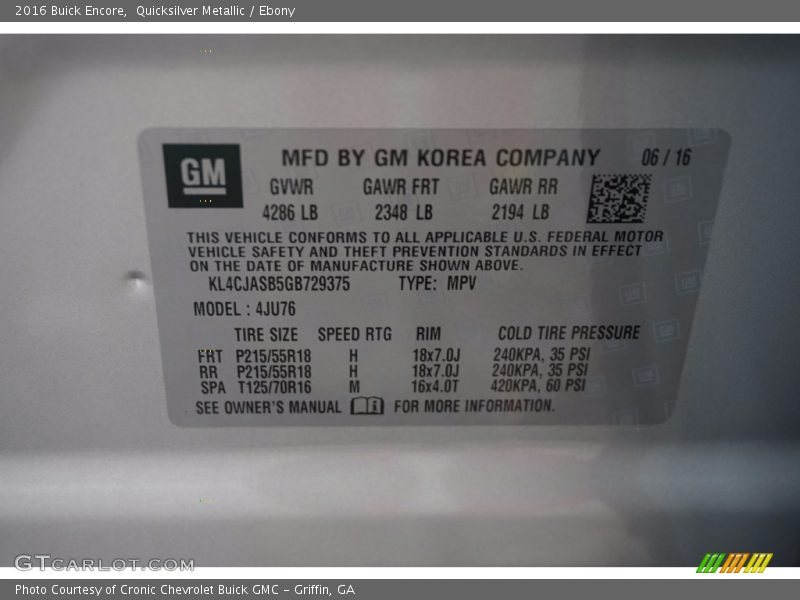 2016 Buick Encore, Quicksilver Metallic / Ebony
GM
MFD BY GM KOREA COMPANY 06 / 16
GVWR GAWR FRT GAWR RR
4286 LB 2348 LB 2194 LB
THIS VEHICLE CONFORMS TO ALL APPLICABLE U.S. FEDERAL MOTOR
VEHICLE SAFETY AND THEFT PREVENTION STANDARDS IN EFFECT
ON THE DATE OF MANUFACTURE SHOWN ABOVE.
KL4CJASB5GB729375 TYPE: MPV
MODEL : 4JU76
TIRE SIZE SPEED RTG RIM COLD TIRE PRESSURE
FRT P215/55R18 H 18x7.0J 240KPA, 35 PSI
RR P215/55R18 H 18x7.0J 240KPA, 35 PSI
SPA T125/70R16 M 16x4.0T 420KPA, 60 PSI
SEE OWNER'S MANUAL FOR MORE INFORMATION.
GTCARLOT.COM
Photo Courtesy of Cronic Chevrolet Buick GMC – Griffin, GA